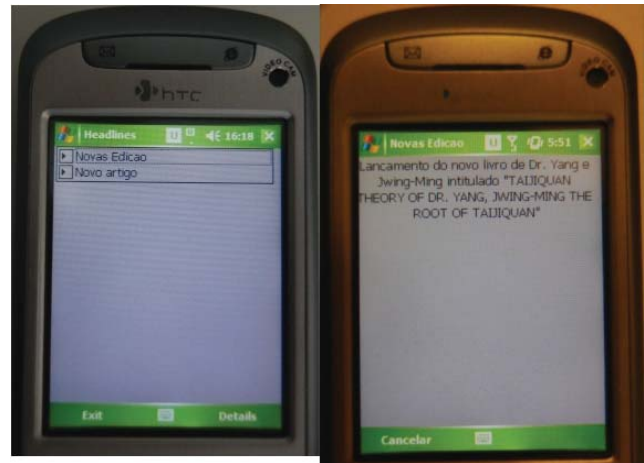 VIDEO CAM
htc
Headlines
16:18
Novas Edicao
Novo artigo
Exit
Details
VIDEO CAM
Novas Edicao
5:51
Lancamento do novo livro de Dr. Yang e
Jwing-Ming intitulado "TAIJIQUAN
THEORY OF DR. YANG, JWING-MING THE
ROOT OF TAIJIQUAN"
Cancelar